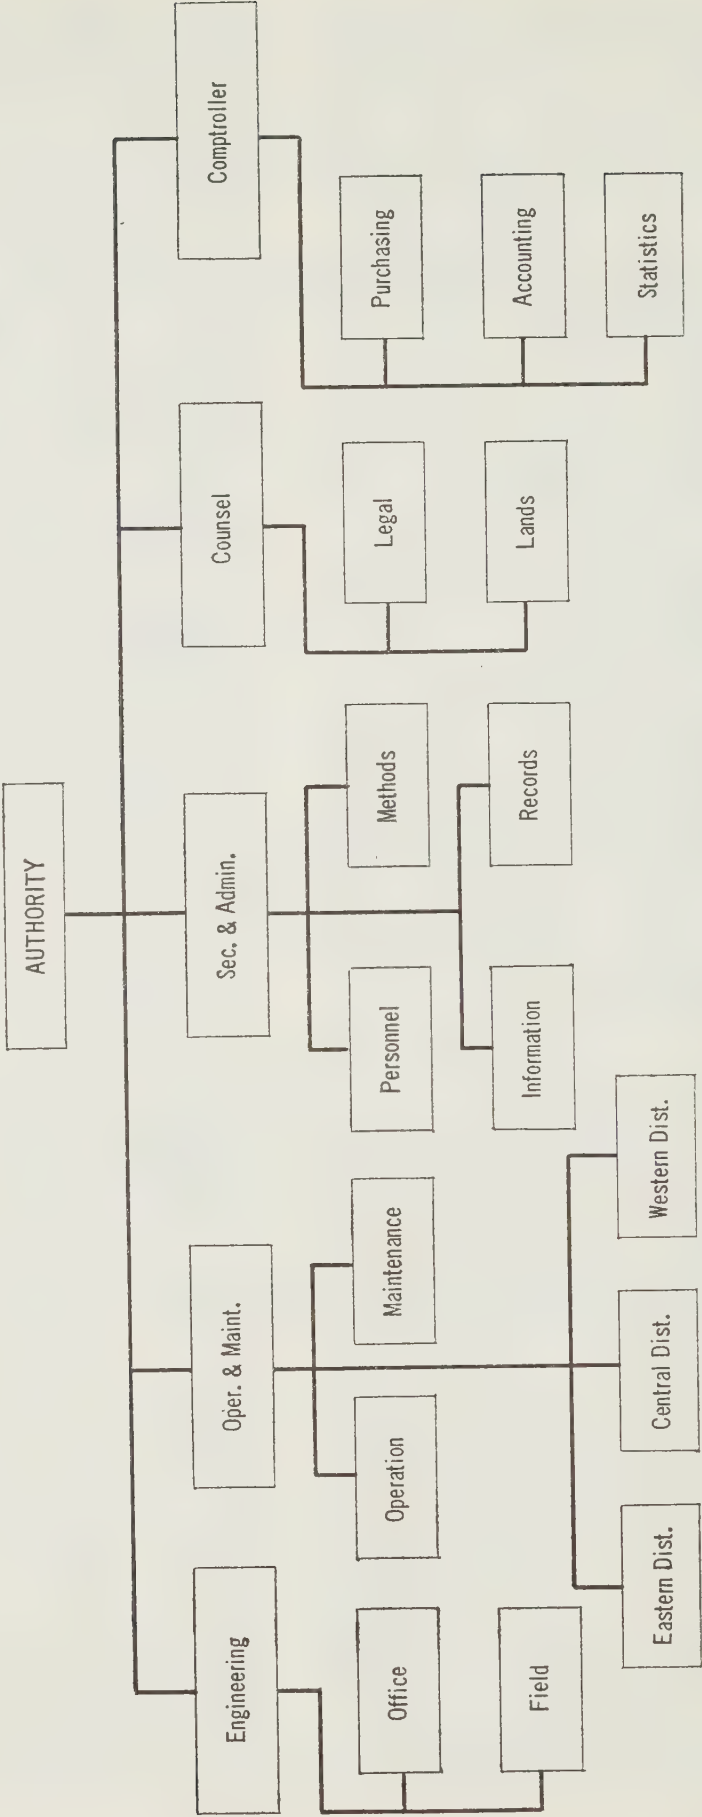 AUTHORITY
Engineering
Oper. & Maint.
Sec. & Admin.
Counsel
Comptroller
Office
Field
Operation
Maintenance
Eastern Dist.
Central Dist.
Western Dist.
Personnel
Methods
Information
Records
Legal
Lands
Purchasing
Accounting
Statistics